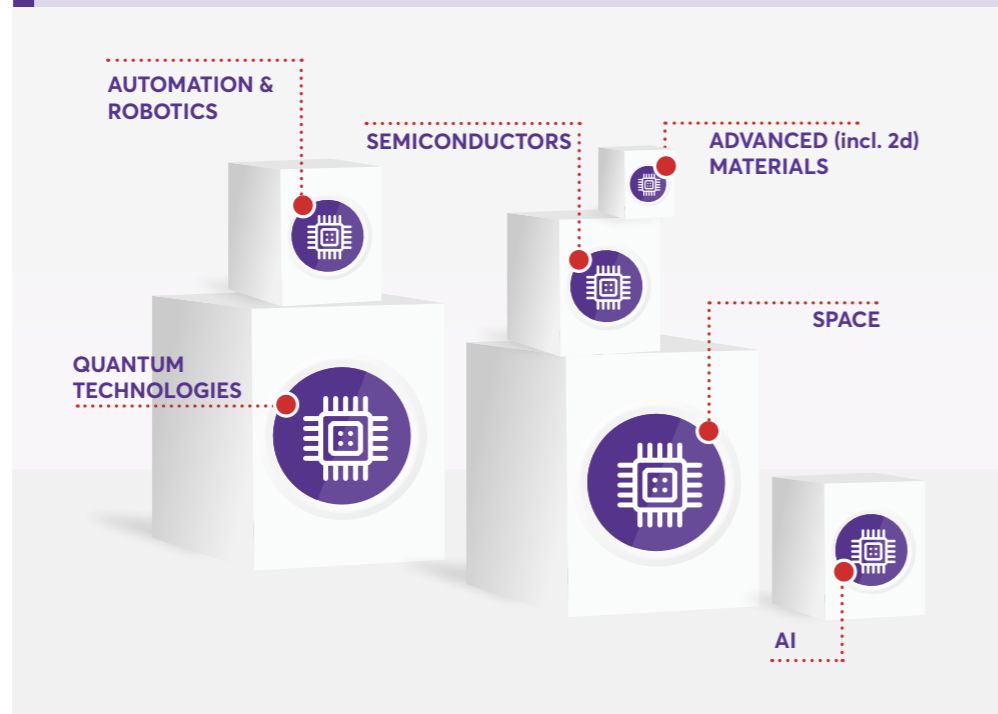 AUTOMATION &
ROBOTICS
SEMICONDUCTORS
ADVANCED (incl. 2d)
MATERIALS
SPACE
QUANTUM
TECHNOLOGIES
AI